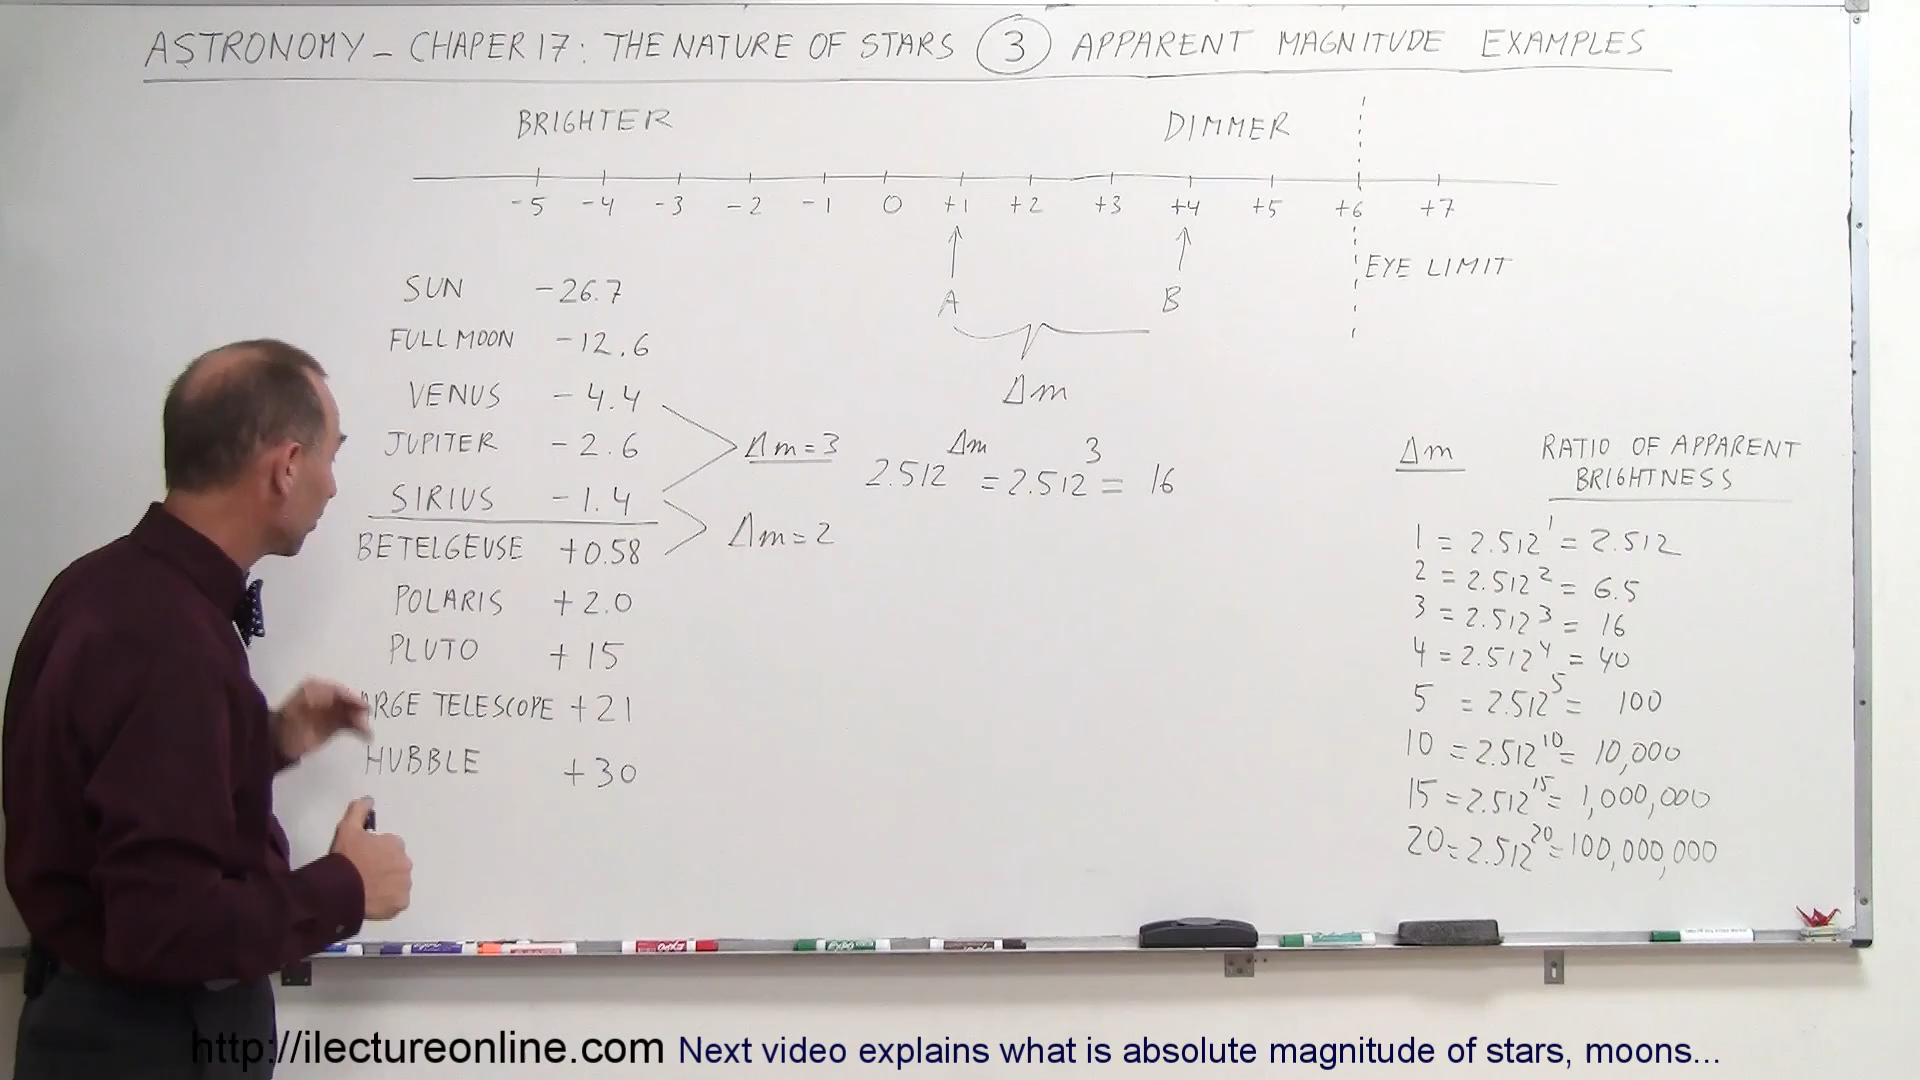 ASTRONOMY - CHAPER 17: THE NATURE OF STARS 3 APPARENT MAGNITUDE EXAMPLES
BRIGHTER DIMMER
-5 -4 -3 -2 -1 0 +1 +2 +3 +4 +5 +6 +7
EYE LIMIT
A B
Δm
SUN -26.7
FULL MOON -12.6
VENUS -4.4
JUPITER -2.6
SIRIUS -1.4
BETELGEUSE +0.58
POLARIS +2.0
PLUTO +15
ARGE TELESCOPE +21
HUBBLE +30
Δm = 3
Δm = 2
2.512^Δm = 2.512^3 = 16
Δm RATIO OF APPARENT
BRIGHTNESS
1 = 2.512^1 = 2.512
2 = 2.512^2 = 6.5
3 = 2.512^3 = 16
4 = 2.512^4 = 40
5 = 2.512^5 = 100
10 = 2.512^10 = 10,000
15 = 2.512^15 = 1,000,000
20 = 2.512^20 = 100,000,000
http://ilectureonline.com Next video explains what is absolute magnitude of stars, moons...